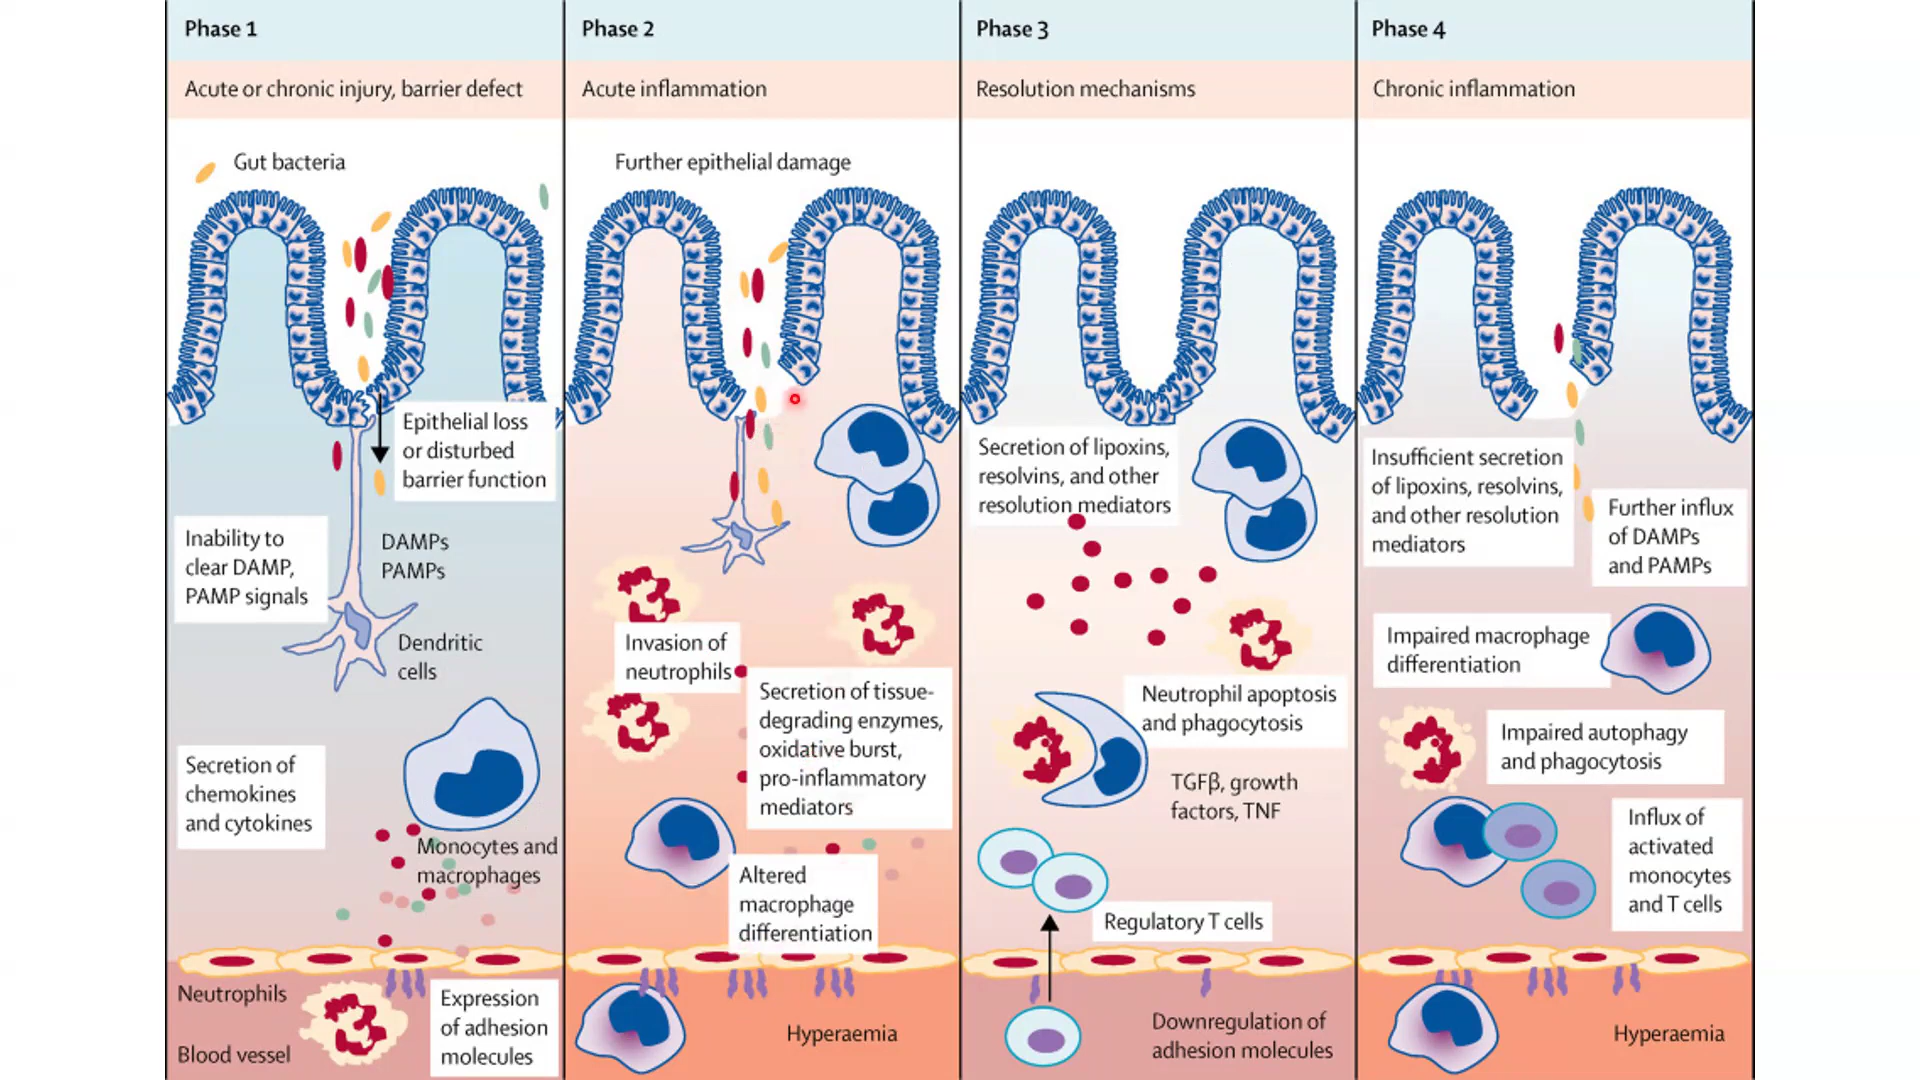 Phase 1
Acute or chronic injury, barrier defect
Gut bacteria
Epithelial loss
or disturbed
barrier function
Inability to
clear DAMP,
PAMP signals
DAMPs
PAMPs
Dendritic
cells
Secretion of
chemokines
and cytokines
Monocytes and
macrophages
Neutrophils
Blood vessel
Expression
of adhesion
molecules
Phase 2
Acute inflammation
Further epithelial damage
Invasion of
neutrophils
Secretion of tissue-
degrading enzymes,
oxidative burst,
pro-inflammatory
mediators
Altered
macrophage
differentiation
Hyperaemia
Phase 3
Resolution mechanisms
Secretion of lipoxins,
resolvins, and other
resolution mediators
Neutrophil apoptosis
and phagocytosis
TGFβ, growth
factors, TNF
Regulatory T cells
Downregulation of
adhesion molecules
Phase 4
Chronic inflammation
Insufficient secretion
of lipoxins, resolvins,
and other resolution
mediators
Further influx
of DAMPs
and PAMPs
Impaired macrophage
differentiation
Impaired autophagy
and phagocytosis
Influx of
activated
monocytes
and T cells
Hyperaemia